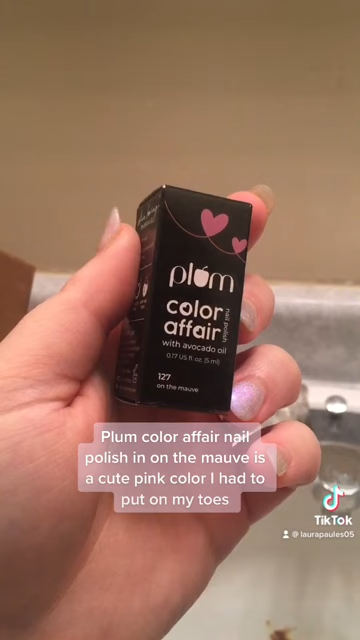 plum
color
affair
nail polish
with avocado oil
0.17 US fl oz. (5 ml)
127
on the mauve
Plum color affair nail
polish in on the mauve is
a cute pink color I had to
put on my toes
TikTok
@laurapaules05